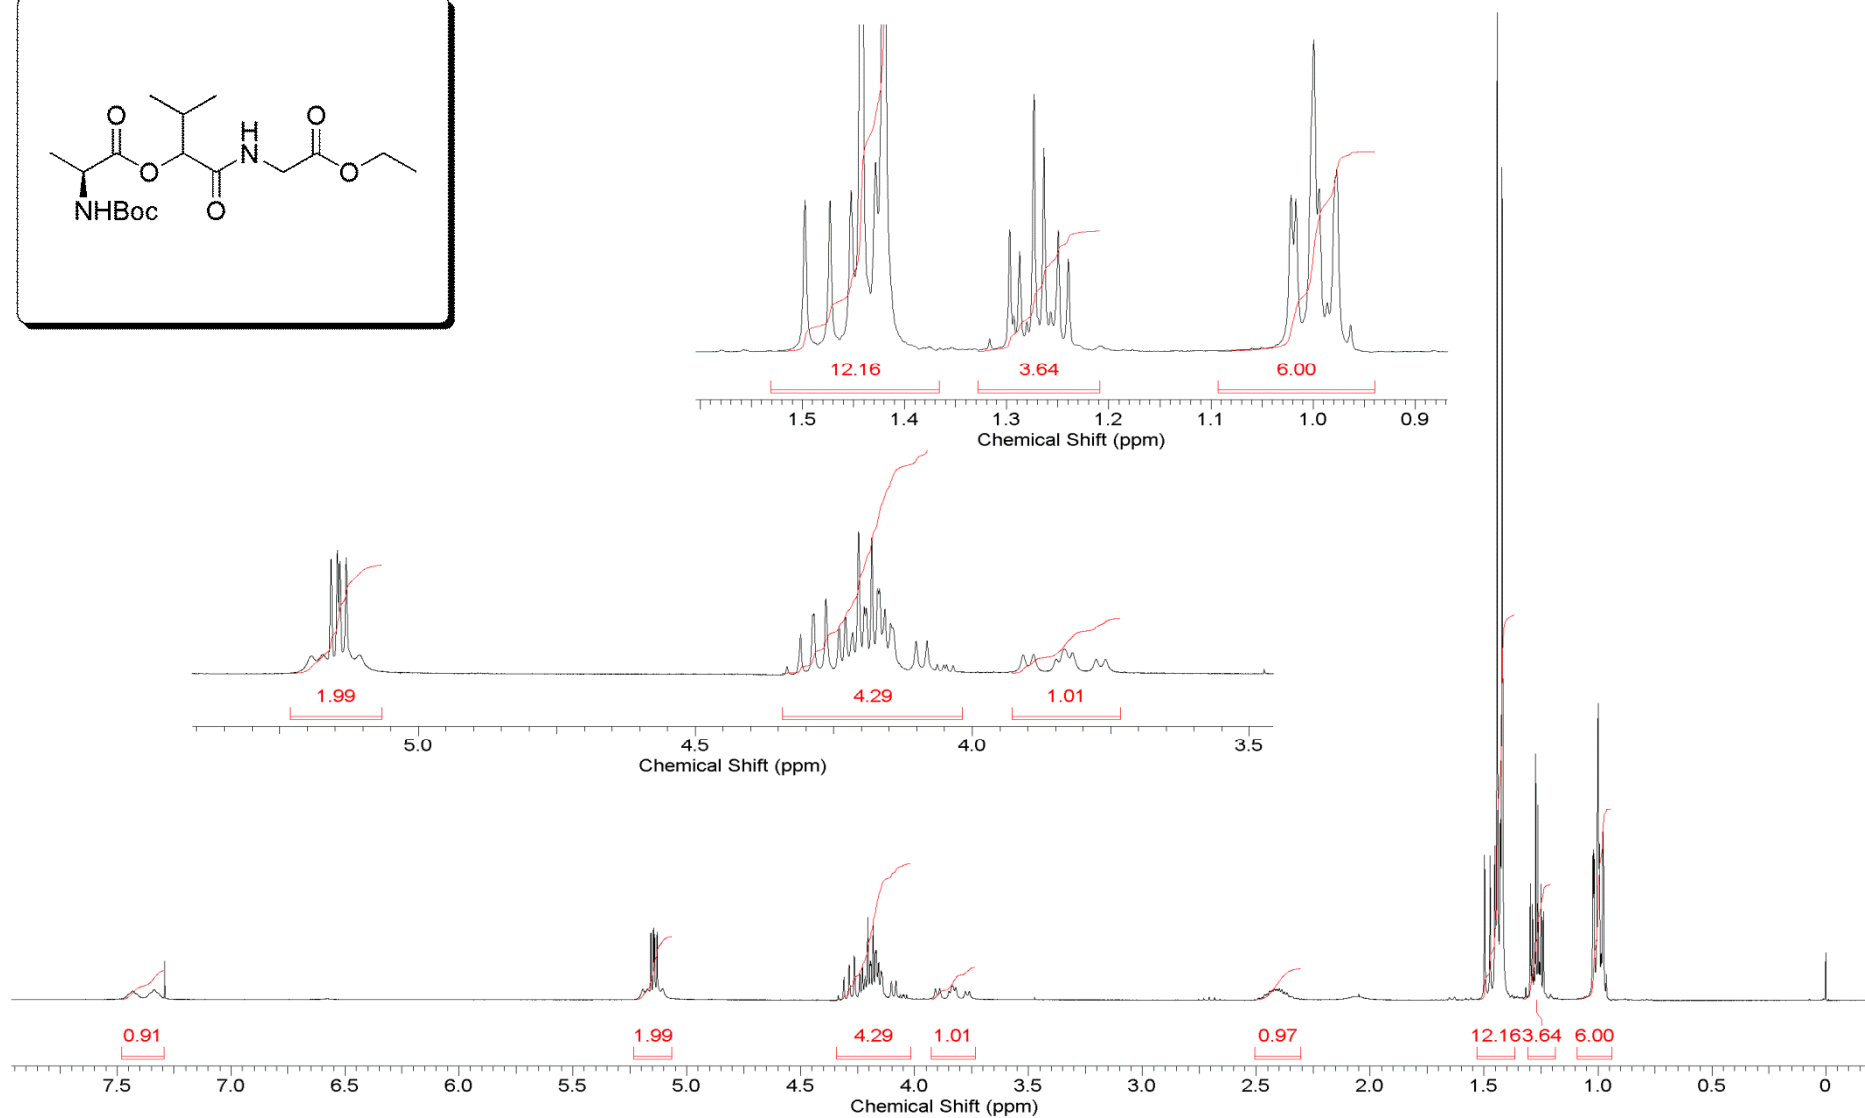 O
O
H
N
O
O
O
NHBoc
12.16 3.64 6.00
1.5 1.4 1.3 1.2 1.1 1.0 0.9
Chemical Shift (ppm)
1.99 4.29 1.01
5.0 4.5 4.0 3.5
Chemical Shift (ppm)
0.91 1.99 4.29 1.01 0.97 12.16 3.64 6.00
7.5 7.0 6.5 6.0 5.5 5.0 4.5 4.0 3.5 3.0 2.5 2.0 1.5 1.0 0.5 0
Chemical Shift (ppm)